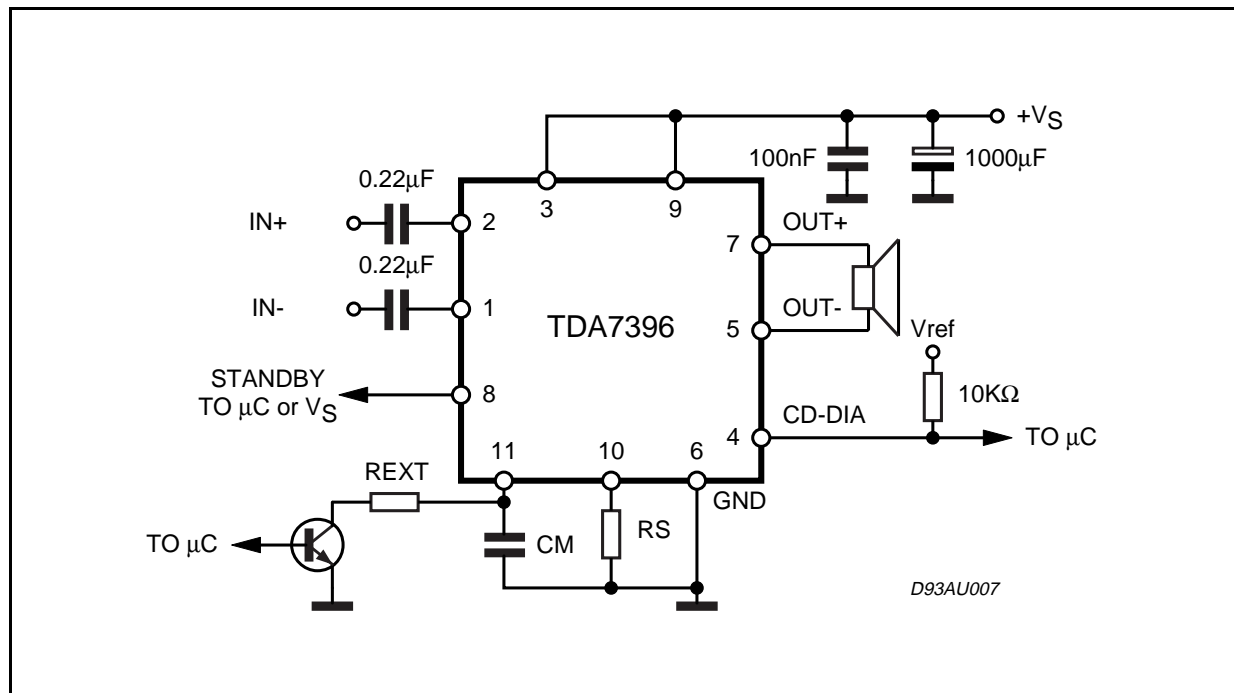 +VS
100nF
1000μF
0.22μF
3
9
IN+
2
7
OUT+
0.22μF
IN-
1
TDA7396
5
OUT-
Vref
STANDBY
TO μC or VS
8
10KΩ
CD-DIA
4
TO μC
11
10
6
GND
REXT
TO μC
CM
RS
D93AU007